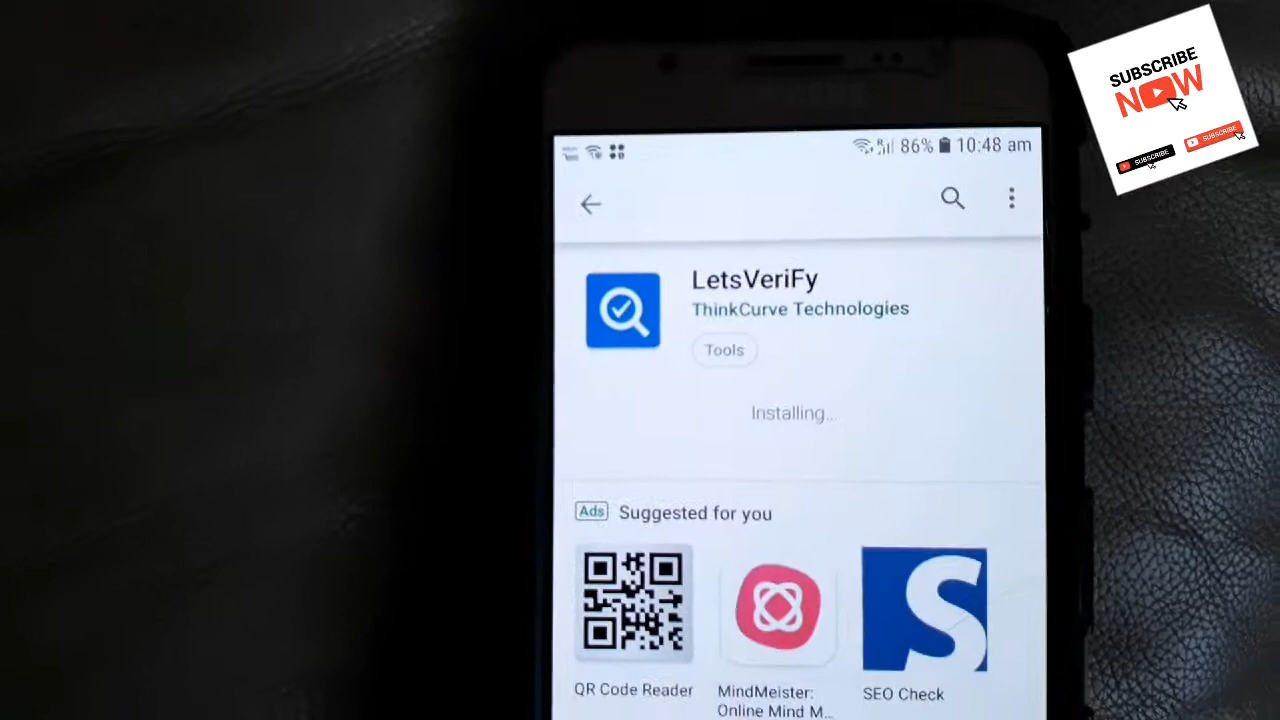 SUBSCRIBE
NOW
SUBSCRIBE
SUBSCRIBE
86% 10:48 am
LetsVeriFy
ThinkCurve Technologies
Tools
Installing...
Ads Suggested for you
QR Code Reader
MindMeister:
Online Mind M...
SEO Check